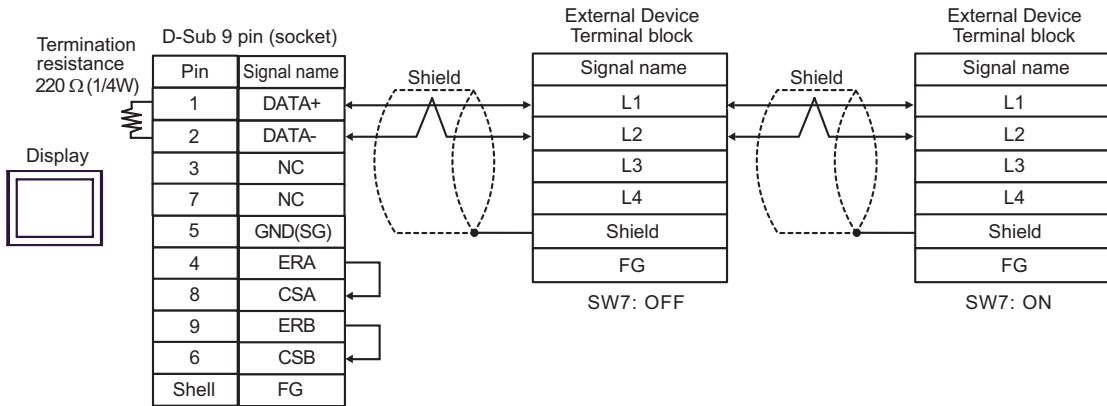 Termination
resistance
220 Ω (1/4W)
Display
D-Sub 9 pin (socket)
Pin Signal name
1 DATA+
2 DATA-
3 NC
7 NC
5 GND(SG)
4 ERA
8 CSA
9 ERB
6 CSB
Shell FG
Shield
External Device
Terminal block
Signal name
L1
L2
L3
L4
Shield
FG
SW7: OFF
Shield
External Device
Terminal block
Signal name
L1
L2
L3
L4
Shield
FG
SW7: ON